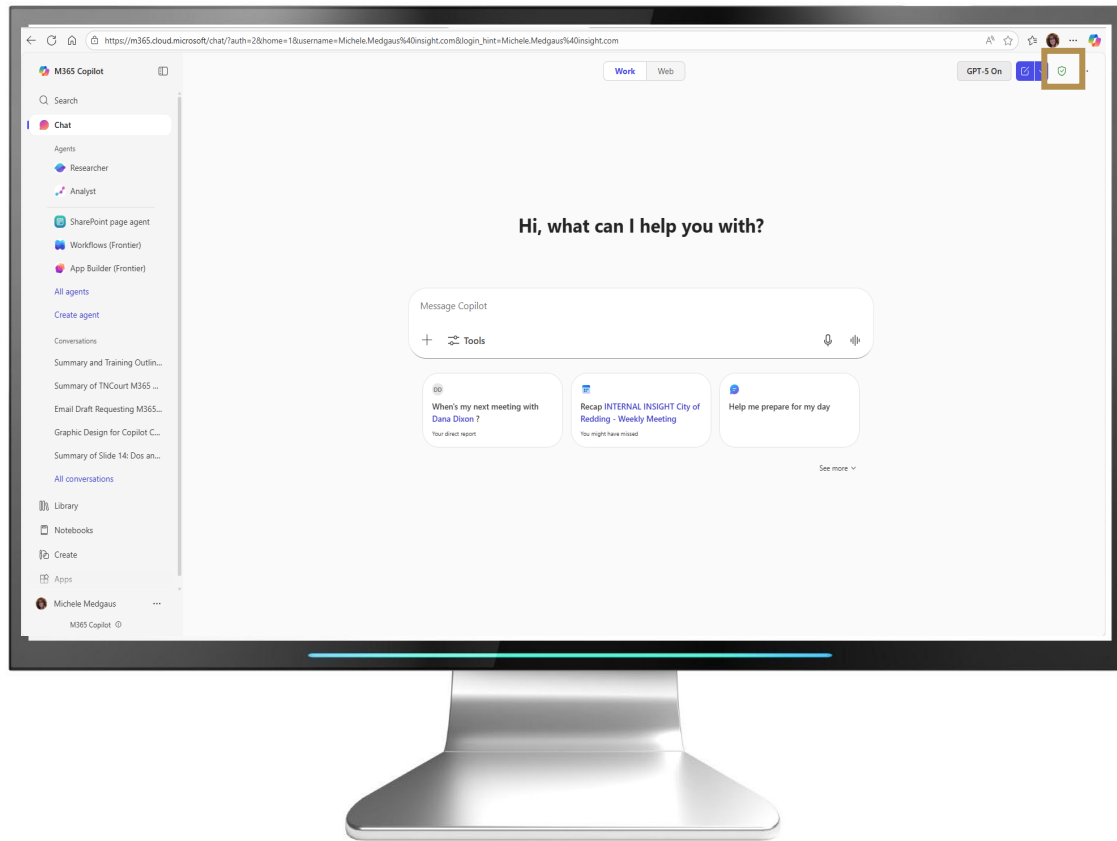 https://m365.cloud.microsoft/chat/?auth=2&home=1&username=Michele.Medgaus%40insight.com&login_hint=Michele.Medgaus%40insight.com
M365 Copilot
Work Web
GPT-5 On
Search
Chat
Agents
Researcher
Analyst
SharePoint page agent
Workflows (Frontier)
App Builder (Frontier)
All agents
Create agent
Conversations
Summary and Training Outlin...
Summary of TNCourt M365 ...
Email Draft Requesting M365...
Graphic Design for Copilot C...
Summary of Slide 14: Dos an...
All conversations
Library
Notebooks
Create
Apps
Michele Medgaus
M365 Copilot
Hi, what can I help you with?
Message Copilot
Tools
DD
When's my next meeting with
Dana Dixon ?
Your direct report
Recap INTERNAL INSIGHT City of
Redding - Weekly Meeting
You might have missed
Help me prepare for my day
See more